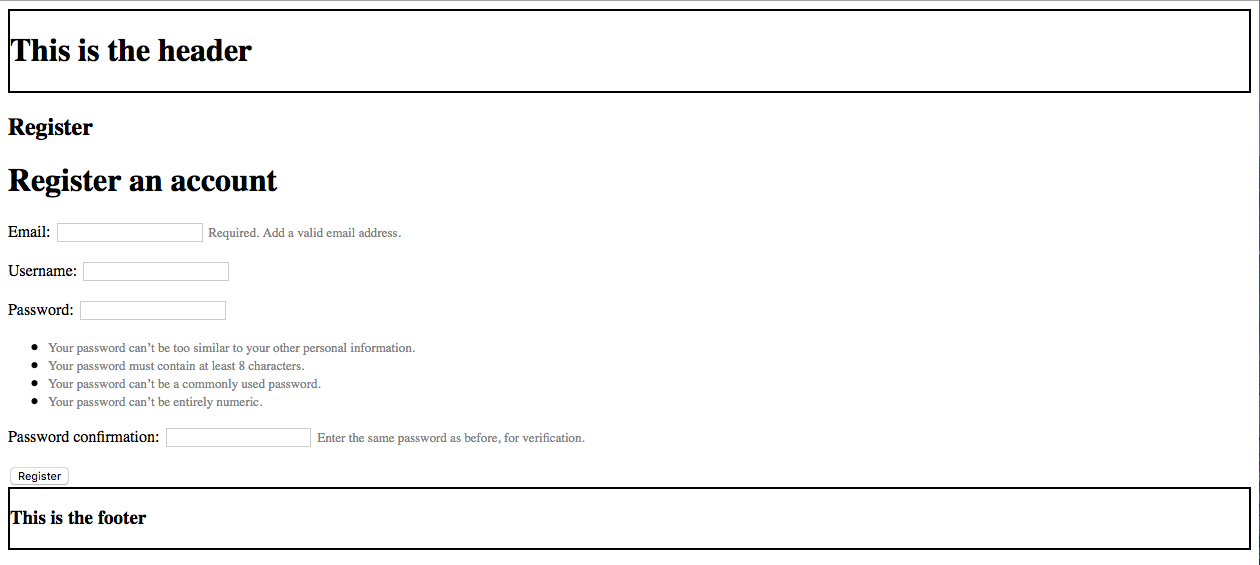 This is the header
Register
Register an account
Email: Required. Add a valid email address.
Username:
Password:
Your password can’t be too similar to your other personal information.
Your password must contain at least 8 characters.
Your password can’t be a commonly used password.
Your password can’t be entirely numeric.
Password confirmation: Enter the same password as before, for verification.
Register
This is the footer